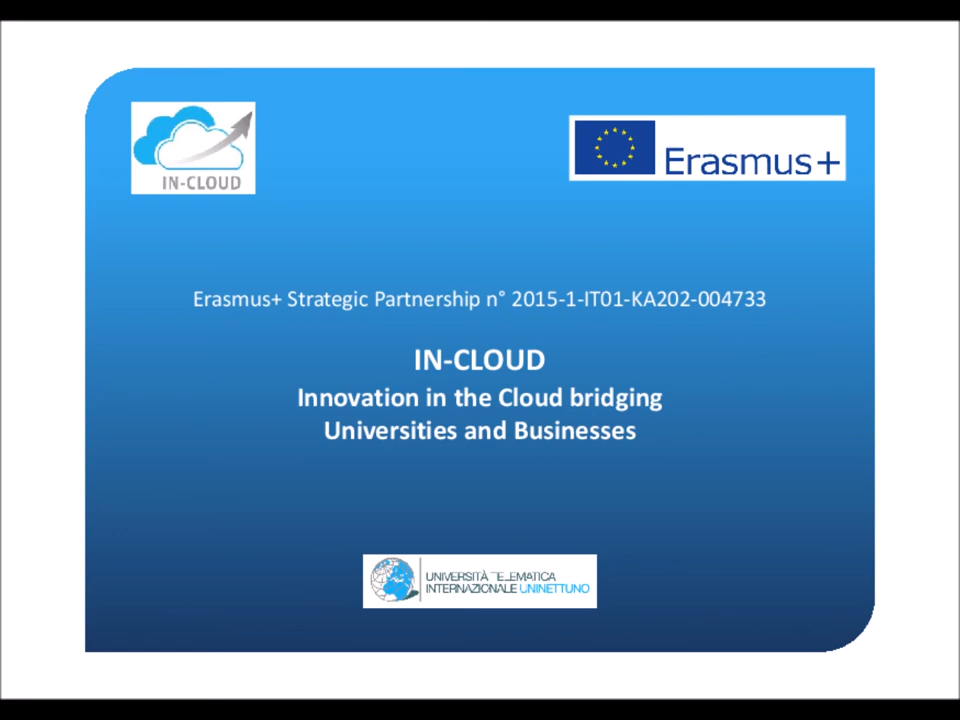 IN-CLOUD
Erasmus+
Erasmus+ Strategic Partnership n° 2015-1-IT01-KA202-004733
IN-CLOUD
Innovation in the Cloud bridging
Universities and Businesses
UNIVERSITÀ TELEMATICA
INTERNAZIONALE UNINETTUNO